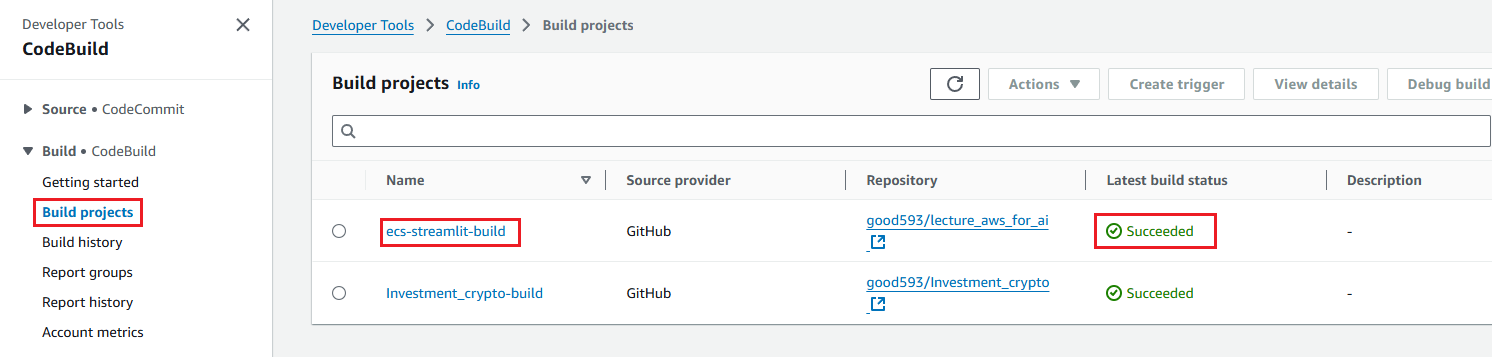 Developer Tools
CodeBuild
Source • CodeCommit
Build • CodeBuild
Getting started
Build projects
Build history
Report groups
Report history
Account metrics
Developer Tools > CodeBuild > Build projects
Build projects Info
Actions Create trigger View details Debug build
Name Source provider Repository Latest build status Description
ecs-streamlit-build GitHub good593/lecture_aws_for_ai Succeeded -
Investment_crypto-build GitHub good593/Investment_crypto Succeeded -